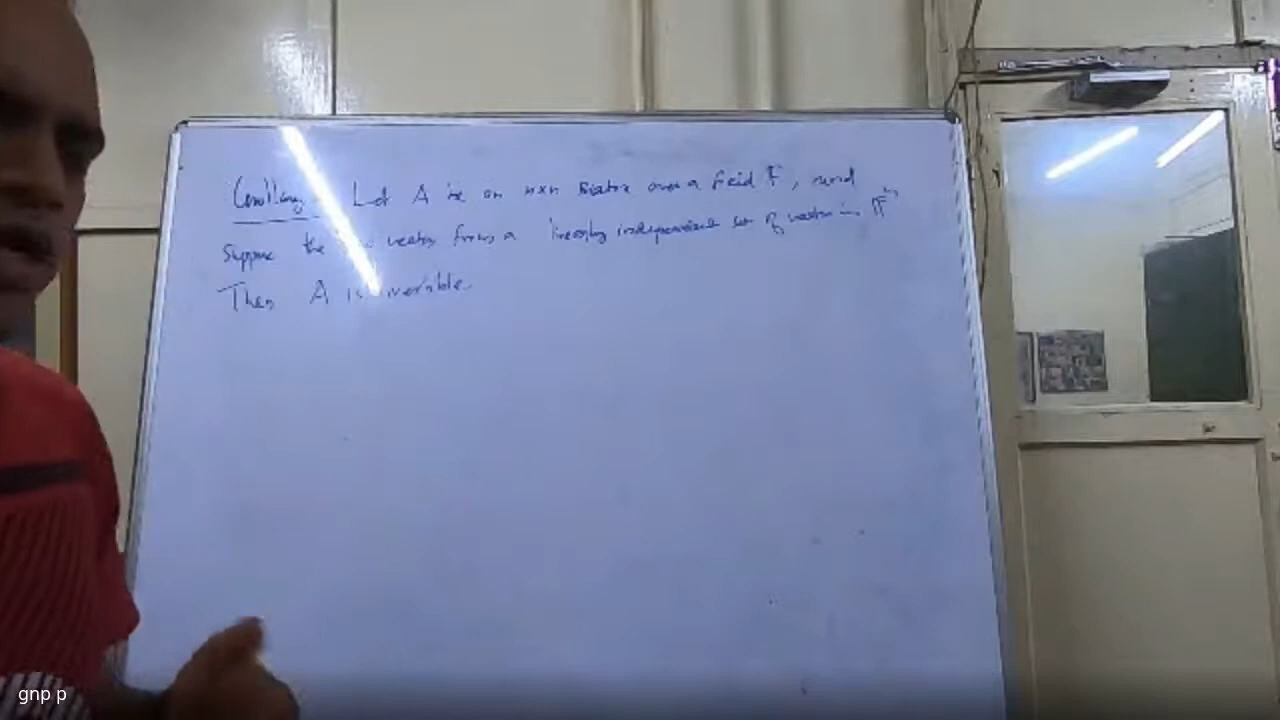 Corollary Let A be an nxn matrix over a field F, and
Suppose the vectors forms a linearly independent set of vectors in F^n
Then A is invertible.
gnp p